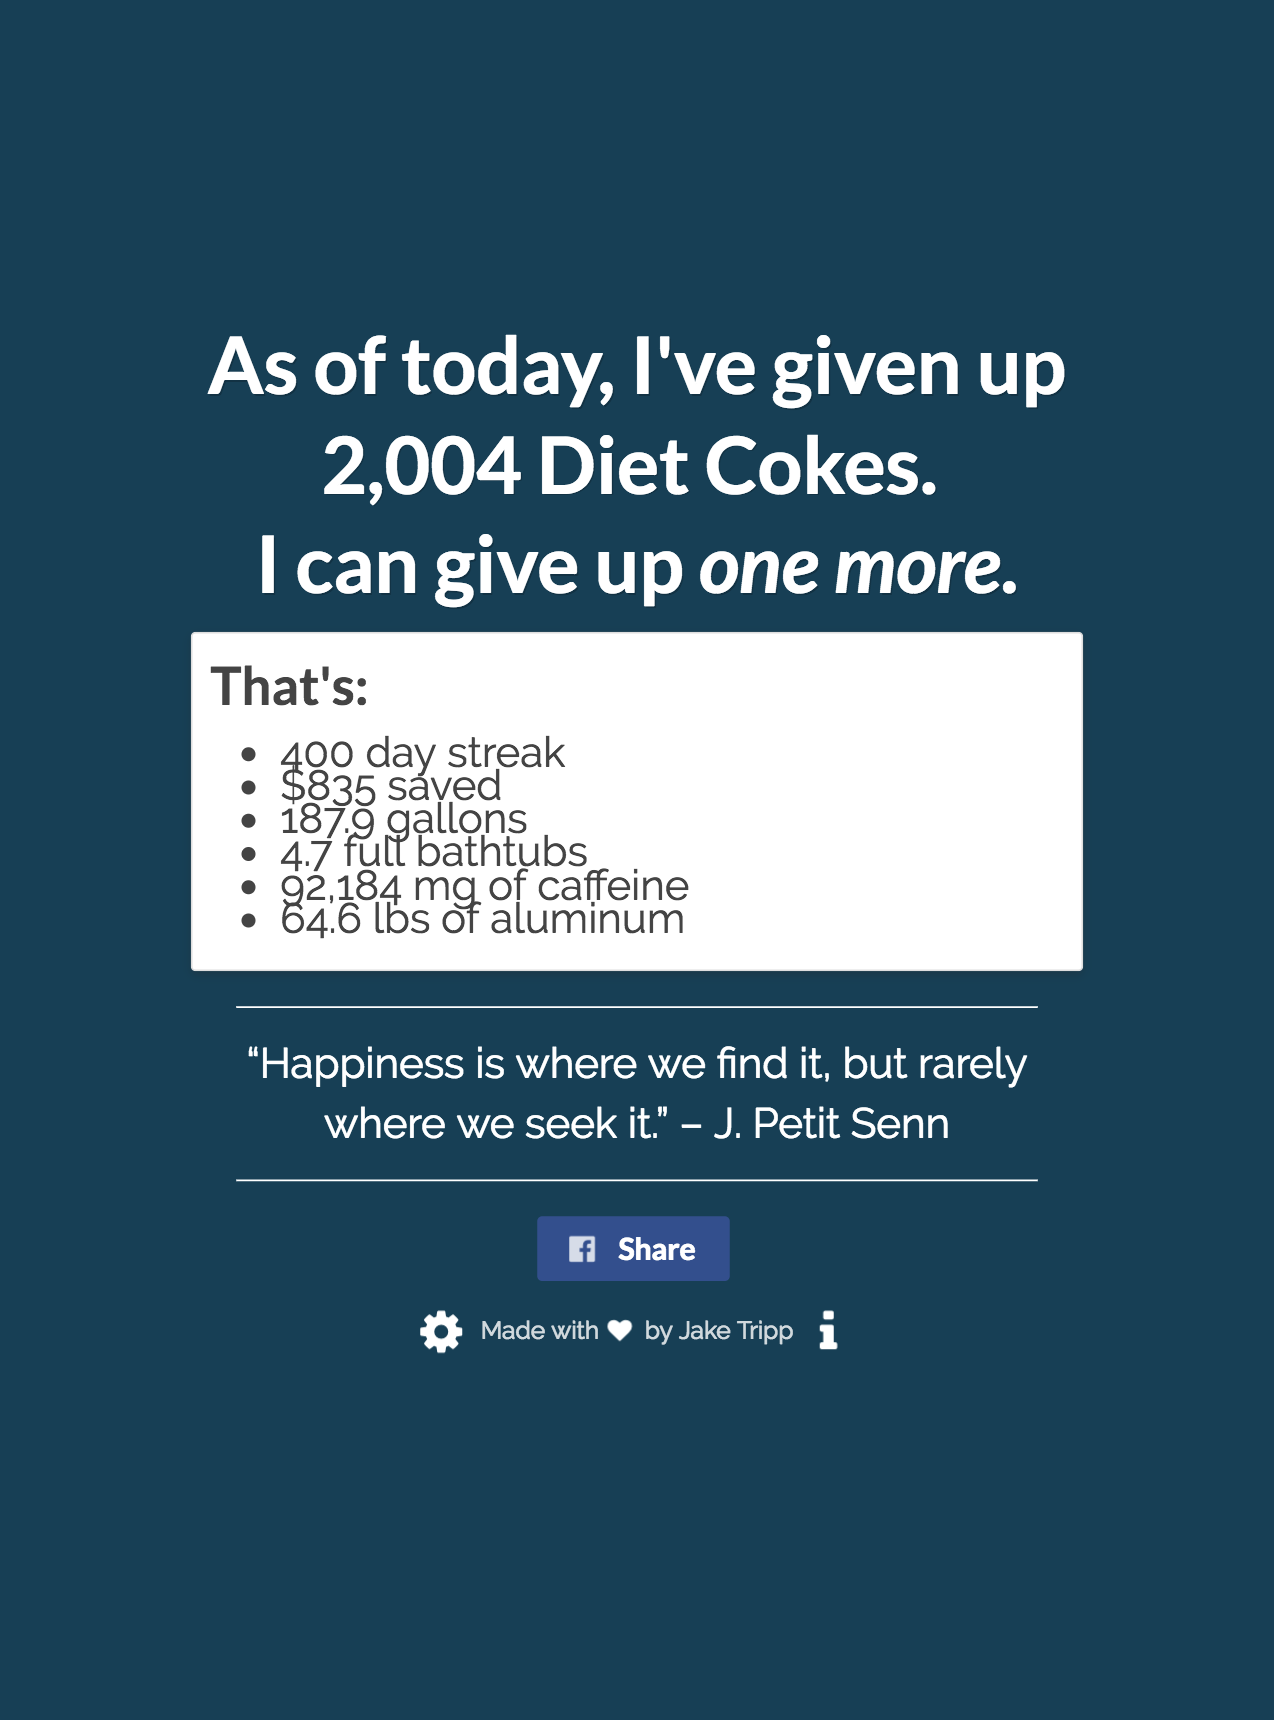 As of today, I've given up
2,004 Diet Cokes.
I can give up one more.
That's:
400 day streak
$835 saved
187.9 gallons
4.7 full bathtubs
92,184 mg of caffeine
64.6 lbs of aluminum
“Happiness is where we find it, but rarely
where we seek it.” – J. Petit Senn
Share
Made with by Jake Tripp